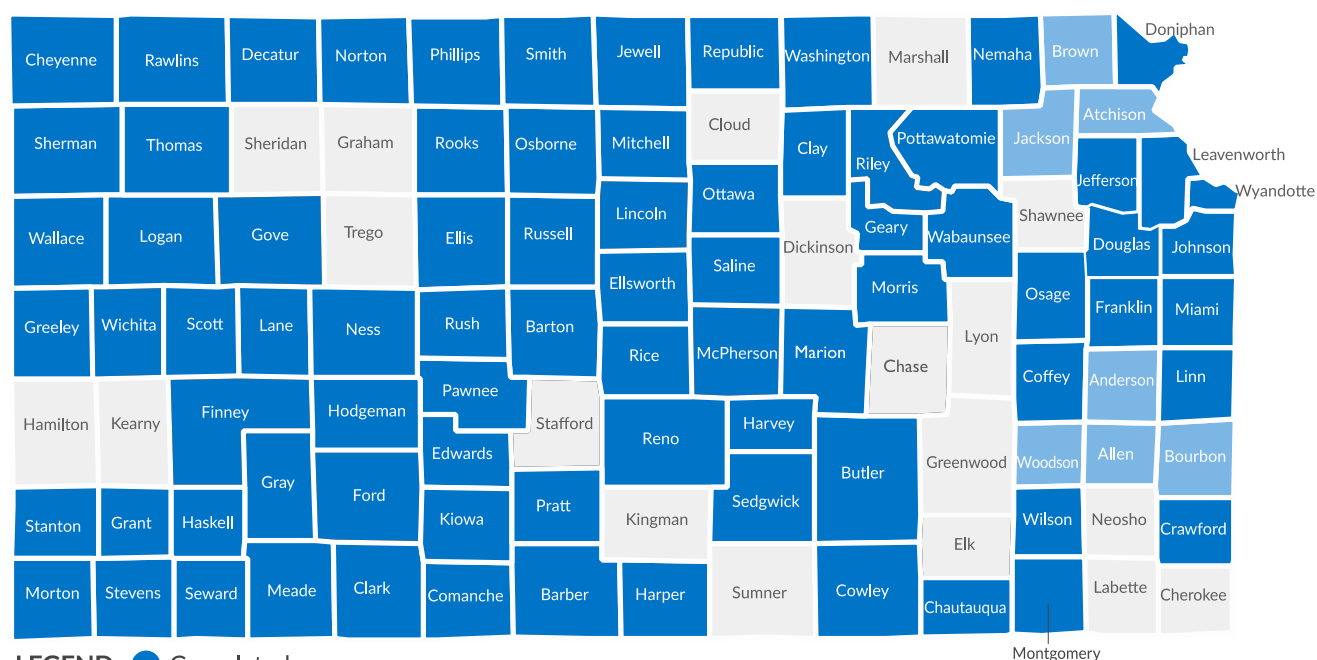 Cheyenne
Rawlins
Decatur
Norton
Phillips
Smith
Jewell
Republic
Washington
Marshall
Nemaha
Brown
Doniphan
Sherman
Thomas
Sheridan
Graham
Rooks
Osborne
Mitchell
Cloud
Clay
Riley
Pottawatomie
Jackson
Atchison
Jefferson
Leavenworth
Wyandotte
Wallace
Logan
Gove
Trego
Ellis
Russell
Lincoln
Ottawa
Dickinson
Geary
Wabaunsee
Shawnee
Douglas
Johnson
Ellsworth
Saline
Morris
Osage
Franklin
Miami
Greeley
Wichita
Scott
Lane
Ness
Rush
Barton
Rice
McPherson
Marion
Chase
Lyon
Coffey
Anderson
Linn
Hamilton
Kearny
Finney
Hodgeman
Pawnee
Stafford
Reno
Harvey
Butler
Greenwood
Woodson
Allen
Bourbon
Gray
Ford
Edwards
Sedgwick
Stanton
Grant
Haskell
Kiowa
Pratt
Kingman
Elk
Wilson
Neosho
Crawford
Morton
Stevens
Seward
Meade
Clark
Comanche
Barber
Harper
Sumner
Cowley
Chautauqua
Labette
Cherokee
Montgomery